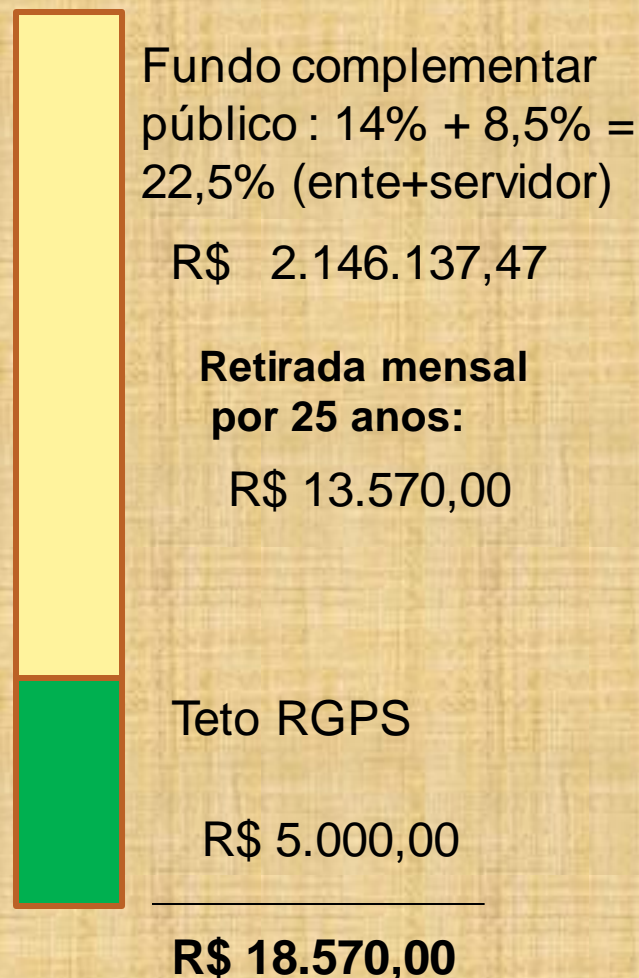 Fundo complementar
público : 14% + 8,5% =
22,5% (ente+servidor)
R$ 2.146.137,47
Retirada mensal
por 25 anos:
R$ 13.570,00
Teto RGPS
R$ 5.000,00
R$ 18.570,00